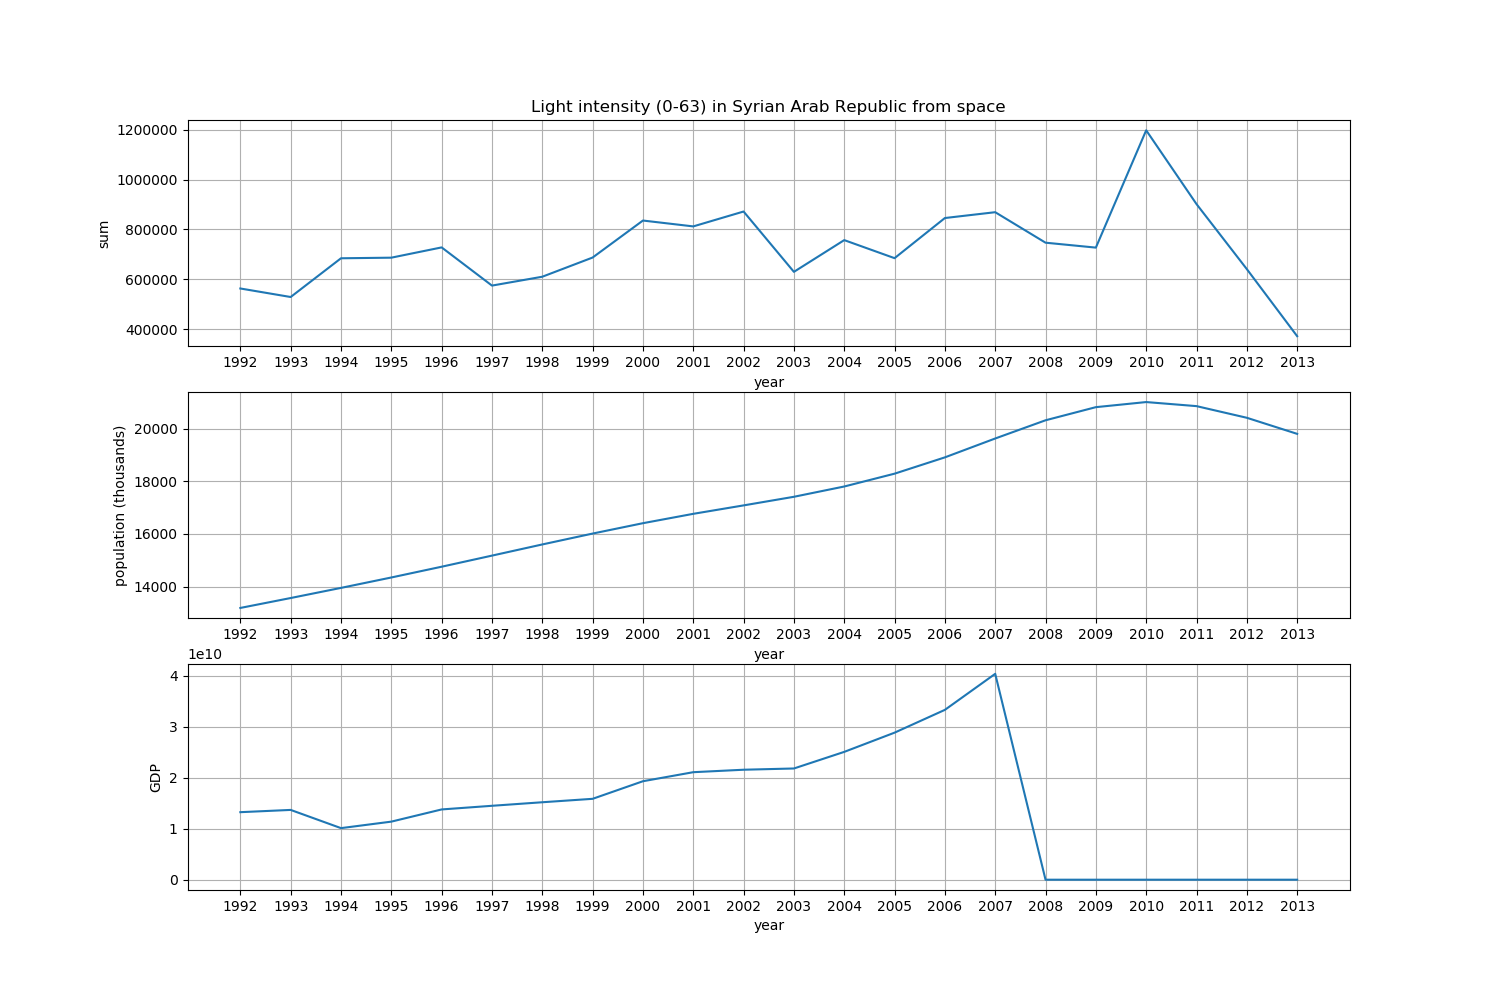 Light intensity (0-63) in Syrian Arab Republic from space
sum
1200000
1000000
800000
600000
400000
1992 1993 1994 1995 1996 1997 1998 1999 2000 2001 2002 2003 2004 2005 2006 2007 2008 2009 2010 2011 2012 2013
year
population (thousands)
20000
18000
16000
14000
1992 1993 1994 1995 1996 1997 1998 1999 2000 2001 2002 2003 2004 2005 2006 2007 2008 2009 2010 2011 2012 2013
year
1e10
GDP
4
3
2
1
0
1992 1993 1994 1995 1996 1997 1998 1999 2000 2001 2002 2003 2004 2005 2006 2007 2008 2009 2010 2011 2012 2013
year